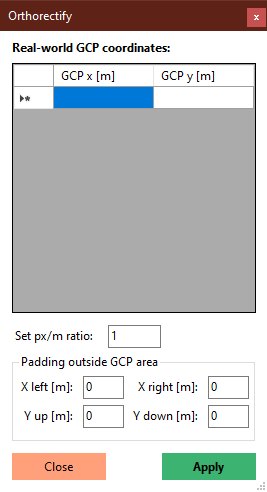 Orthorectify x
Real-world GCP coordinates:
GCP x [m] GCP y [m]
Set px/m ratio: 1
Padding outside GCP area
X left [m]: 0 X right [m]: 0
Y up [m]: 0 Y down [m]: 0
Close Apply